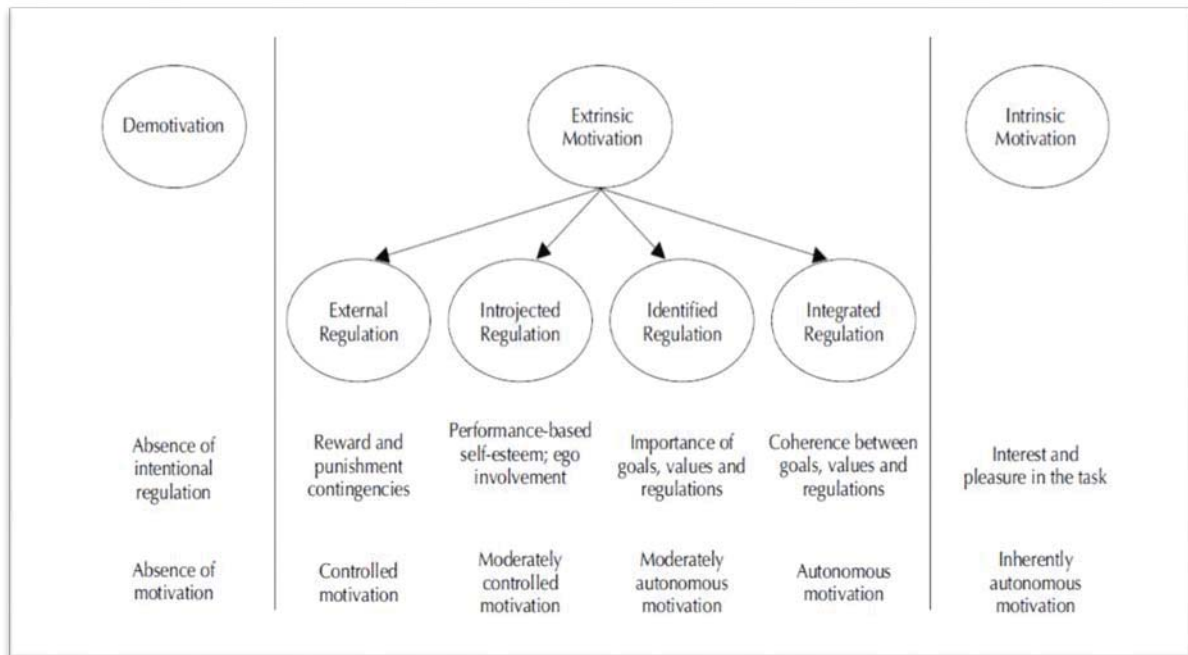 Demotivation
Extrinsic
Motivation
Intrinsic
Motivation
External
Regulation
Introjected
Regulation
Identified
Regulation
Integrated
Regulation
Absence of
intentional
regulation
Reward and
punishment
contingencies
Performance-based
self-esteem; ego
involvement
Importance of
goals, values and
regulations
Coherence between
goals, values and
regulations
Interest and
pleasure in the task
Absence of
motivation
Controlled
motivation
Moderately
controlled
motivation
Moderately
autonomous
motivation
Autonomous
motivation
Inherently
autonomous
motivation